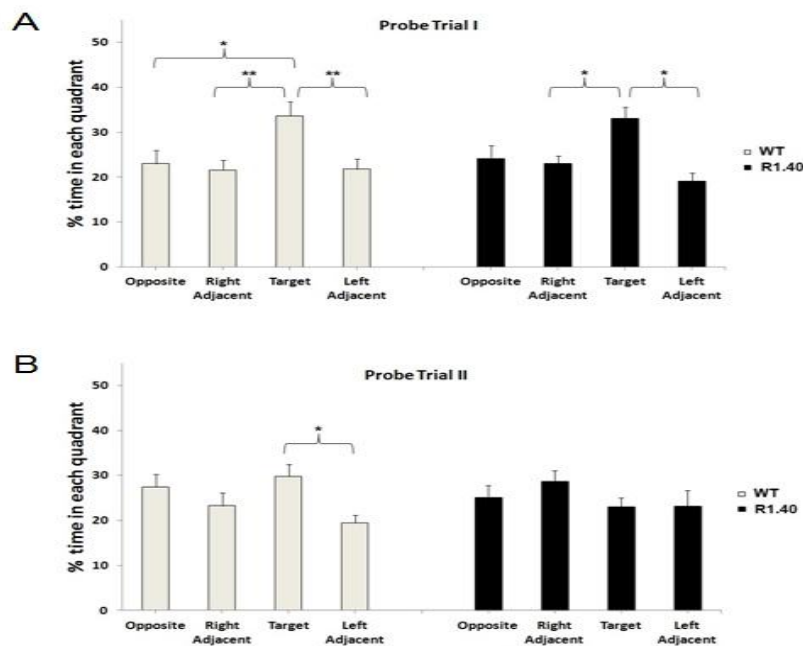 A
Probe Trial I
% time in each quadrant
50
40
30
20
10
0
*
**
**
*
*
Opposite
Right Adjacent
Target
Left Adjacent
Opposite
Right Adjacent
Target
Left Adjacent
WT
R1.40
B
Probe Trial II
% time in each quadrant
50
40
30
20
10
0
*
Opposite
Right Adjacent
Target
Left Adjacent
Opposite
Right Adjacent
Target
Left Adjacent
WT
R1.40